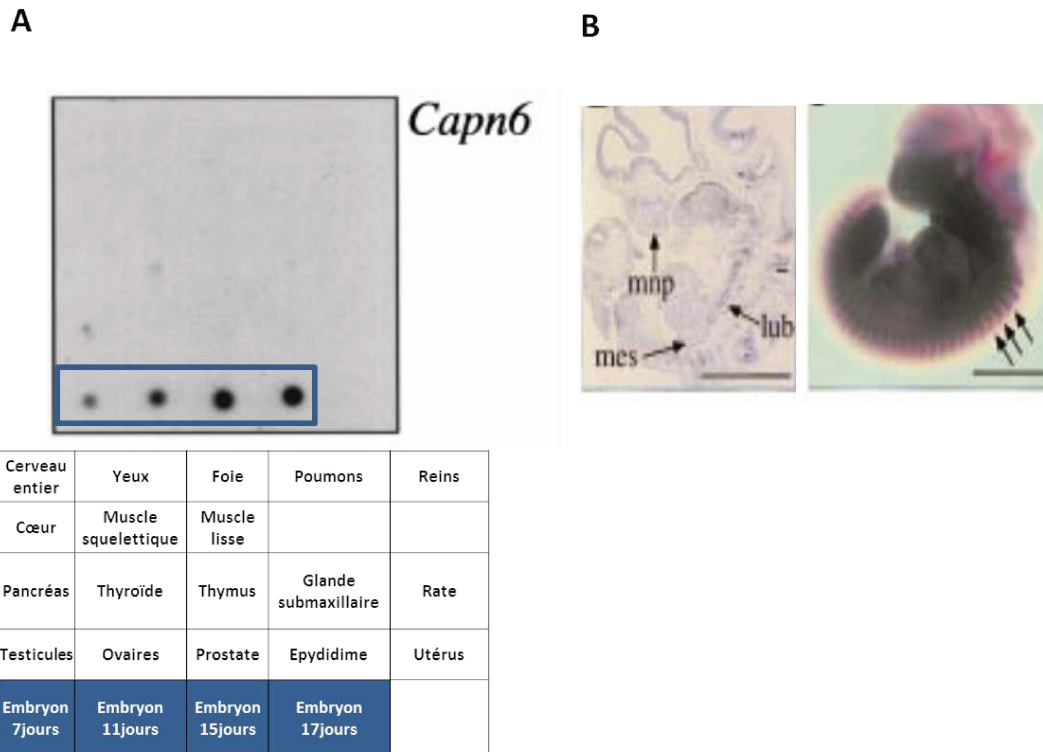 A
B
Capn6
mnp
lub
mes
Cerveau
entier
Yeux
Foie
Poumons
Reins
Cœur
Muscle
squelettique
Muscle
lisse
Pancréas
Thyroïde
Thymus
Glande
submaxillaire
Rate
Testicules
Ovaires
Prostate
Epydidime
Utérus
Embryon
7jours
Embryon
11jours
Embryon
15jours
Embryon
17jours